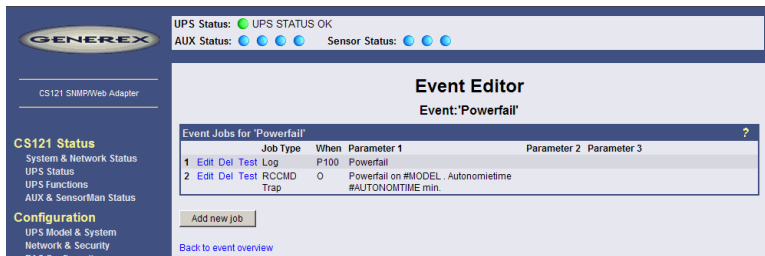 GENEREX
UPS Status: UPS STATUS OK
AUX Status: Sensor Status:
CS121 SNMP/Web Adapter
CS121 Status
System & Network Status
UPS Status
UPS Functions
AUX & SensorMan Status
Configuration
UPS Model & System
Network & Security
Event Editor
Event:'Powerfail'
Event Jobs for 'Powerfail' ?
Job Type When Parameter 1 Parameter 2 Parameter 3
1 Edit Del Test Log P100 Powerfail
2 Edit Del Test RCCMD O Powerfail on #MODEL . Autonomietime
Trap #AUTONOMTIME min.
Add new job
Back to event overview